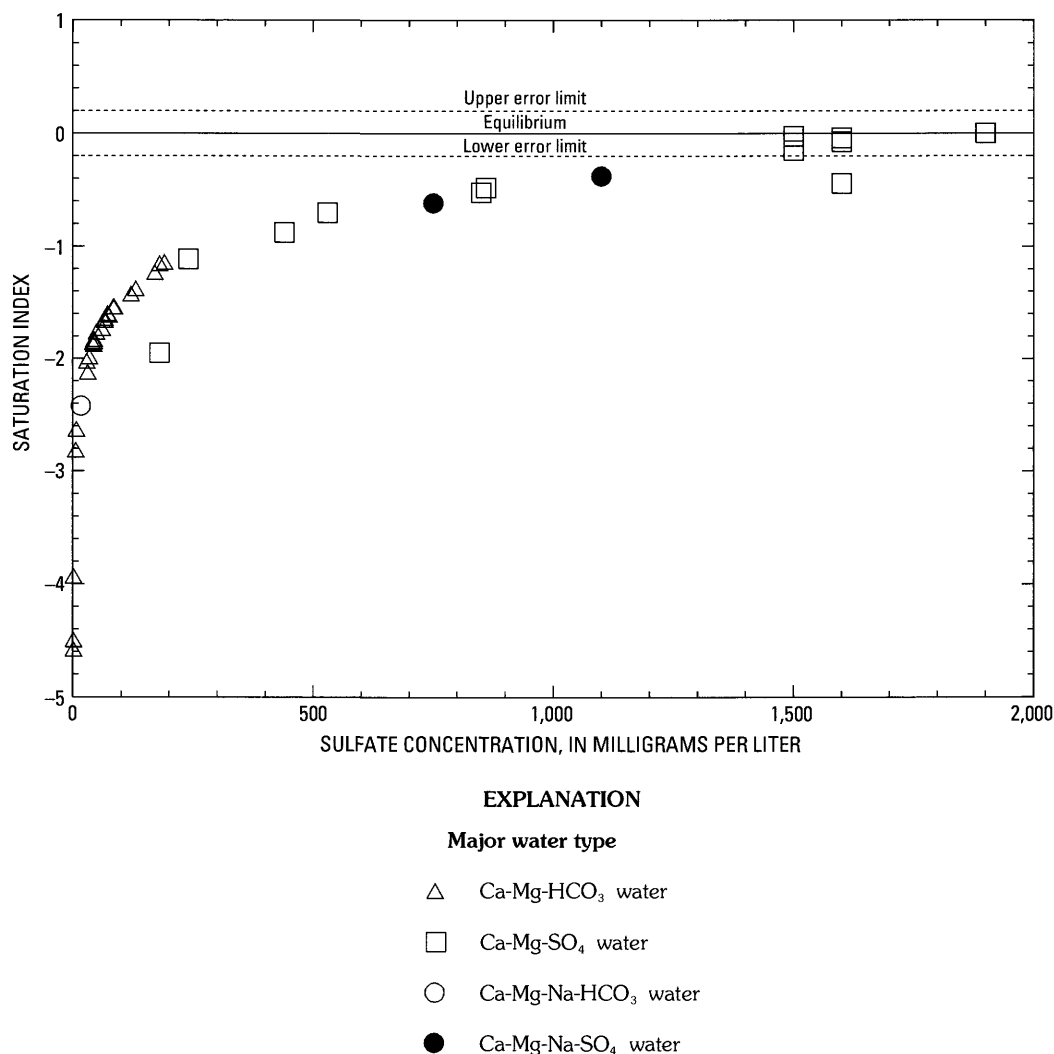 1
Upper error limit
Equilibrium
0
Lower error limit
–1
–2
–3
–4
–5
SATURATION INDEX
0 500 1,000 1,500 2,000
SULFATE CONCENTRATION, IN MILLIGRAMS PER LITER
EXPLANATION
Major water type
Ca-Mg-HCO₃ water
Ca-Mg-SO₄ water
Ca-Mg-Na-HCO₃ water
Ca-Mg-Na-SO₄ water